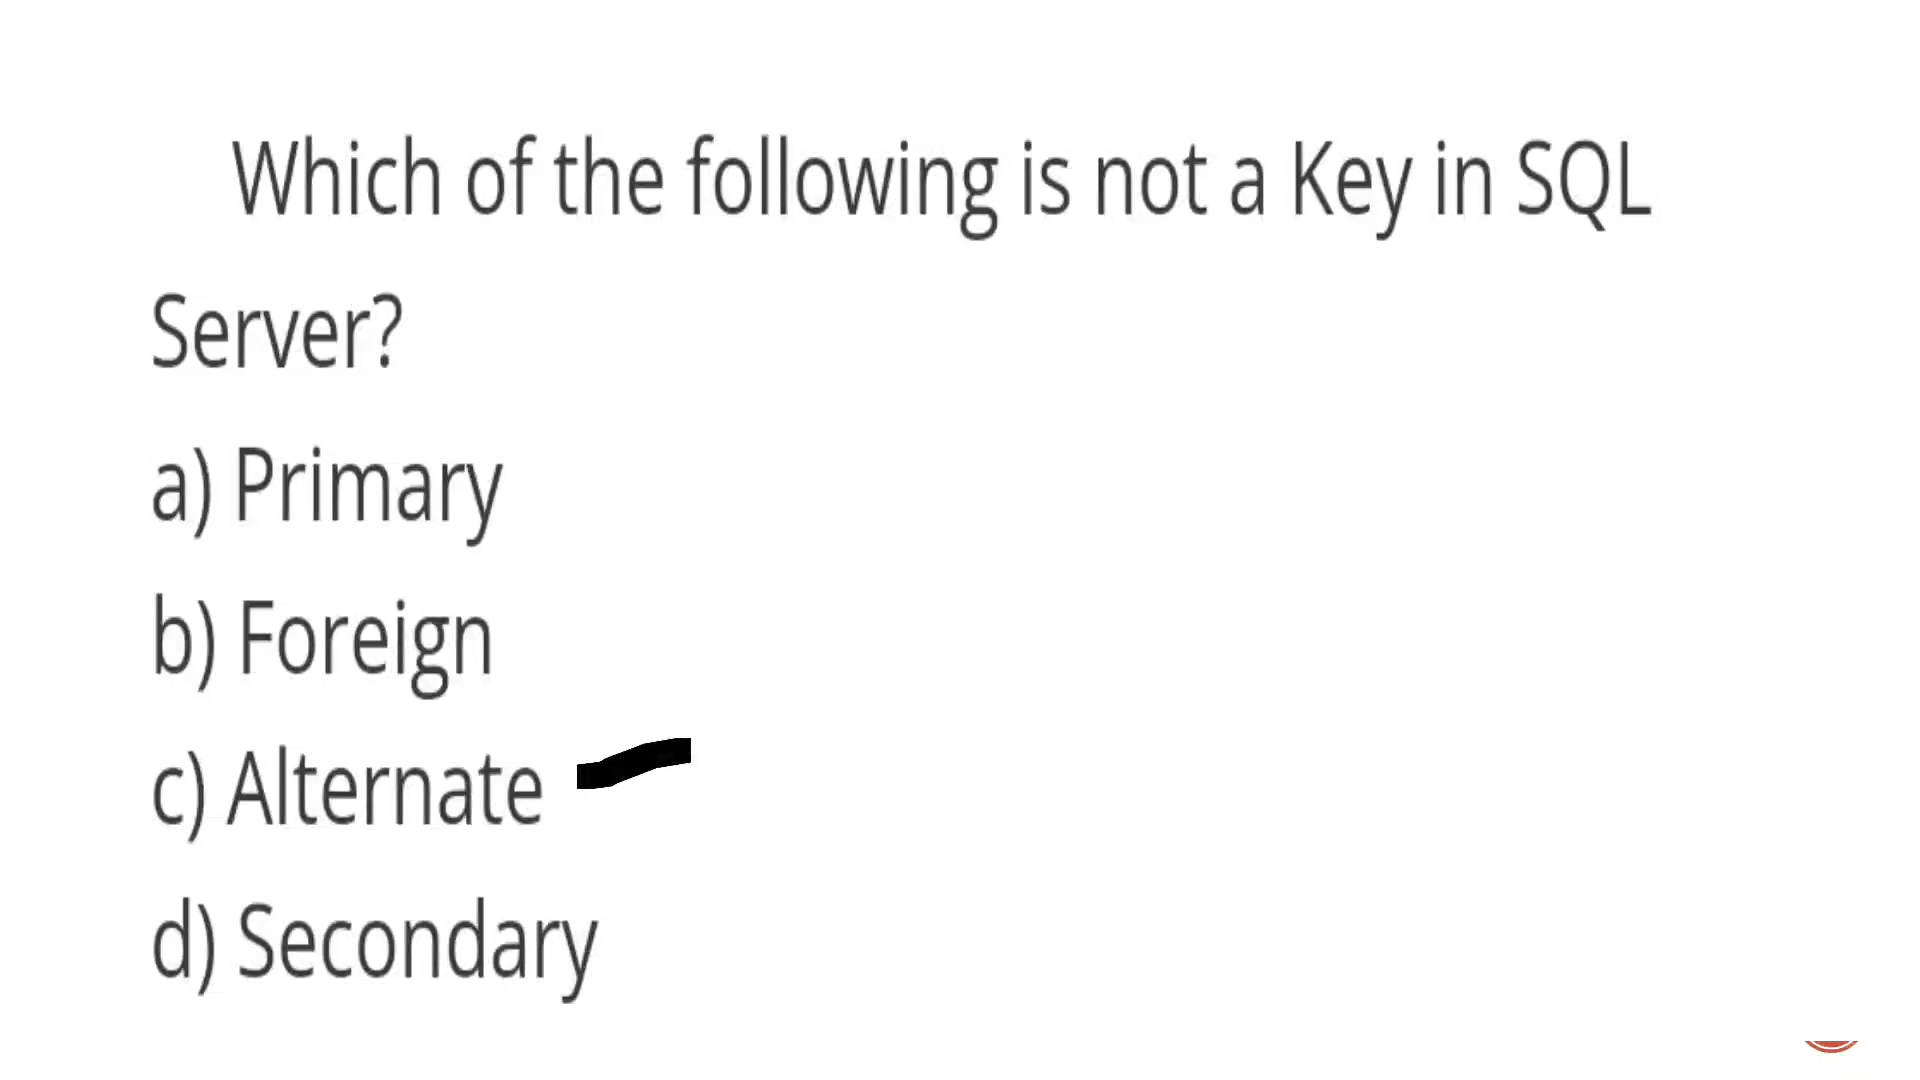 Which of the following is not a Key in SQL
Server?
a) Primary
b) Foreign
c) Alternate
d) Secondary